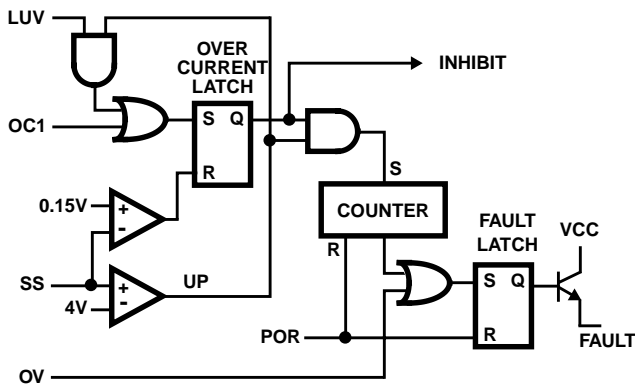 LUV
OVER
CURRENT
LATCH
INHIBIT
OC1
S Q
R
0.15V
+
-
S
COUNTER
R
FAULT
LATCH
VCC
SS
+
-
4V
UP
S Q
R
POR
FAULT
OV